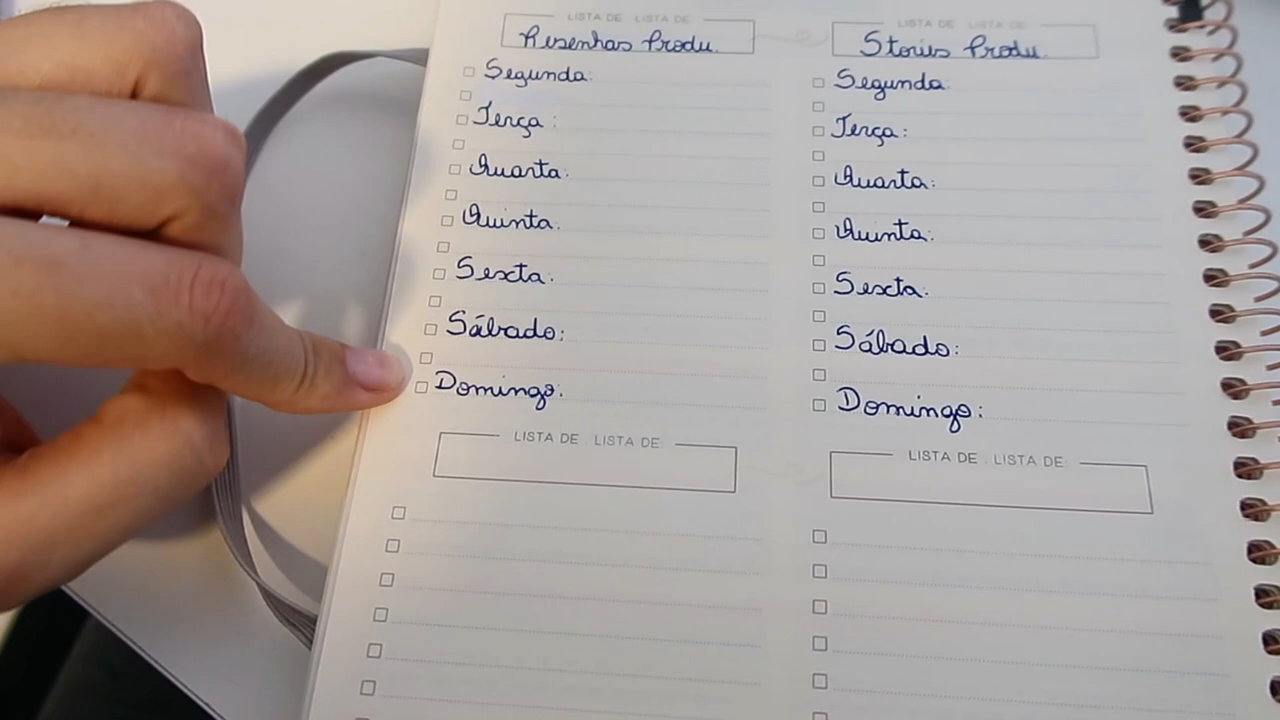 LISTA DE . LISTA DE:
Resenhas Produ.
Segunda:
Terça:
Quarta:
Quinta:
Sexta:
Sábado:
Domingo:
LISTA DE . LISTA DE:
LISTA DE . LISTA DE:
Stories Produ.
Segunda:
Terça:
Quarta:
Quinta:
Sexta:
Sábado:
Domingo:
LISTA DE . LISTA DE: